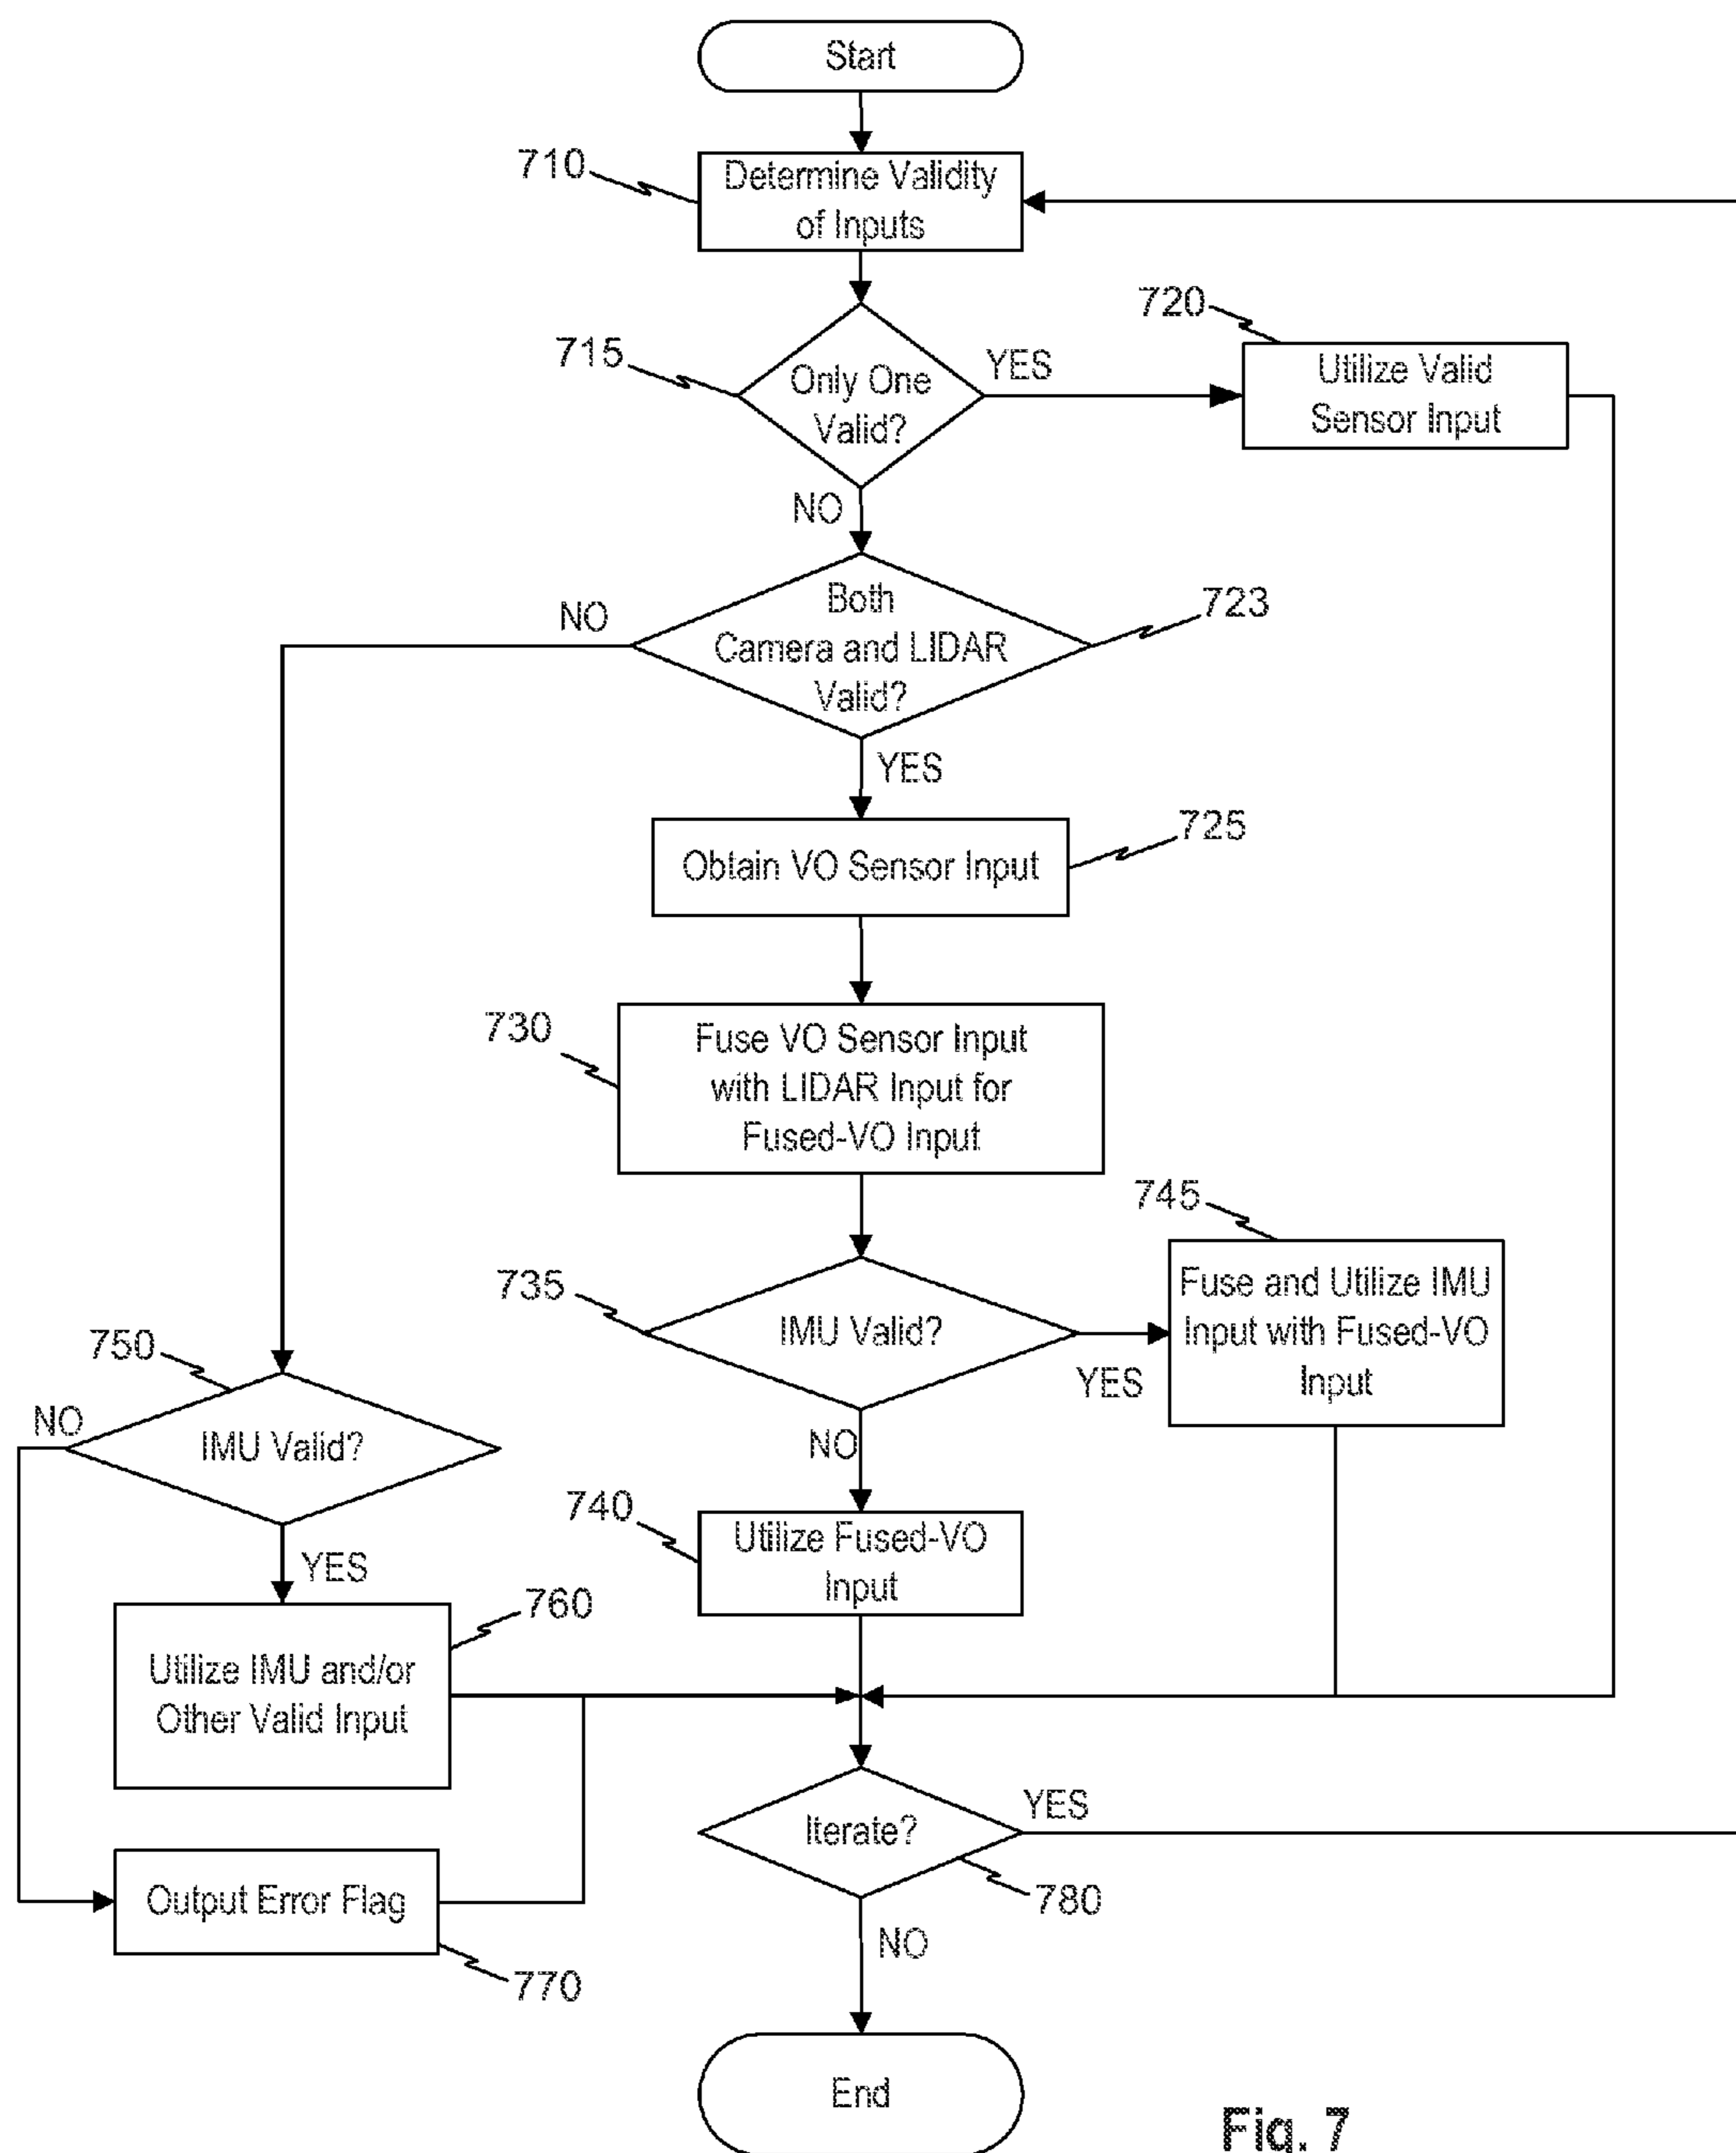 Start
710
Determine Validity
of Inputs
715
Only One
Valid?
YES
720
Utilize Valid
Sensor Input
NO
Both
Camera and LIDAR
Valid?
723
NO
YES
725
Obtain VO Sensor Input
730
Fuse VO Sensor Input
with LIDAR Input for
Fused-VO Input
735
IMU Valid?
YES
745
Fuse and Utilize IMU
Input with Fused-VO
Input
NO
740
Utilize Fused-VO
Input
750
NO
IMU Valid?
YES
760
Utilize IMU and/or
Other Valid Input
Output Error Flag
770
Iterate?
YES
780
NO
End
Fig. 7